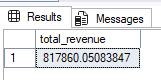 Results Messages
total_revenue
1 817860.05083847